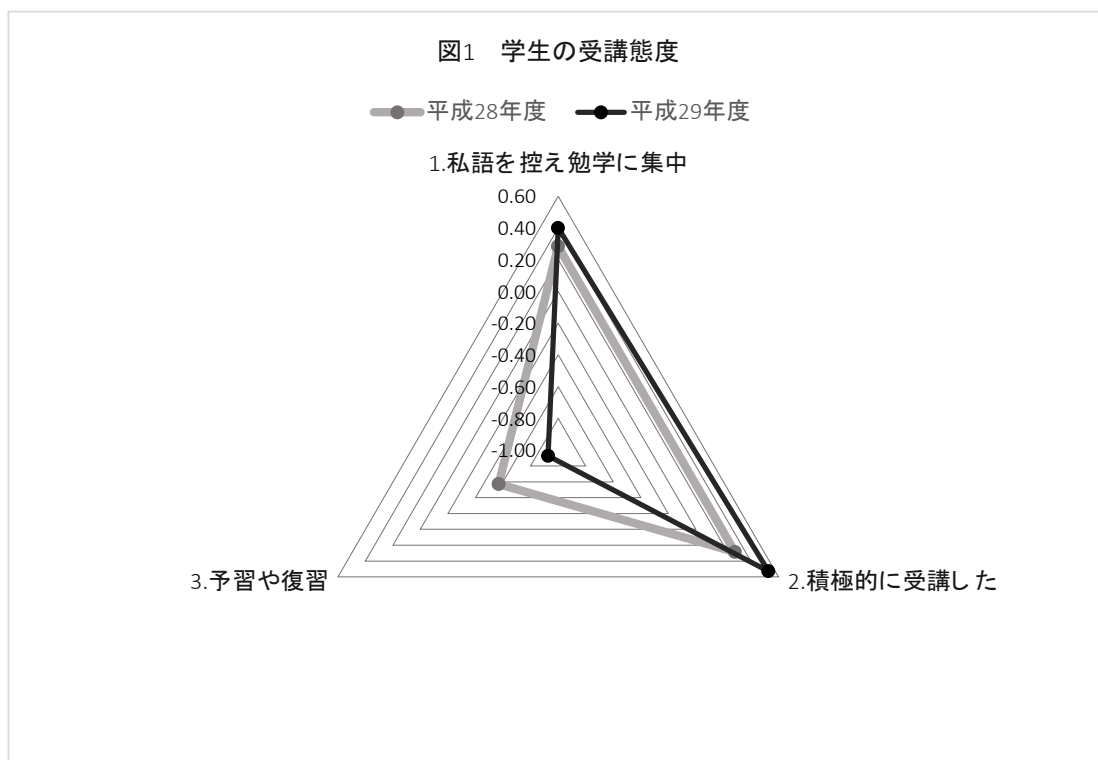 図1　学生の受講態度
平成28年度 平成29年度
1.私語を控え勉学に集中
0.60
0.40
0.20
0.00
-0.20
-0.40
-0.60
-0.80
-1.00
3.予習や復習
2.積極的に受講した